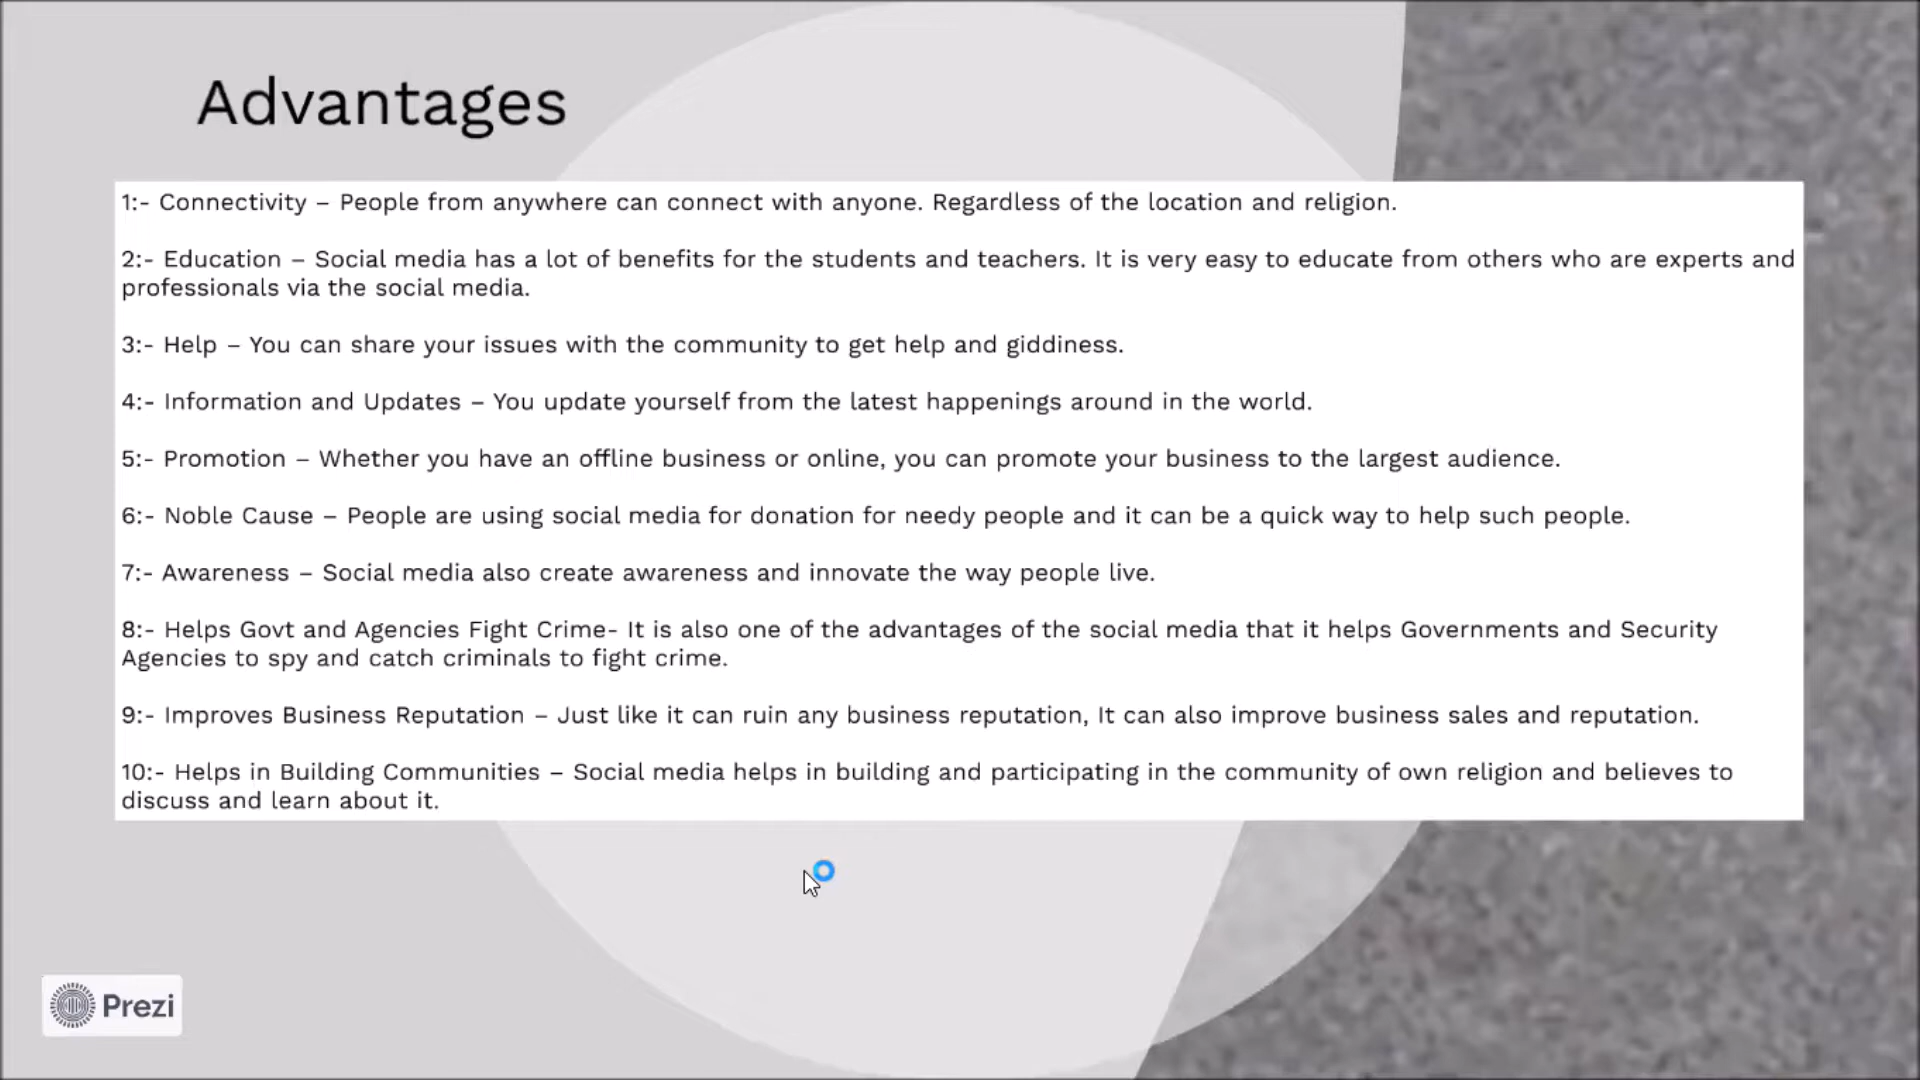 Advantages
1:- Connectivity – People from anywhere can connect with anyone. Regardless of the location and religion.
2:- Education – Social media has a lot of benefits for the students and teachers. It is very easy to educate from others who are experts and
professionals via the social media.
3:- Help – You can share your issues with the community to get help and giddiness.
4:- Information and Updates – You update yourself from the latest happenings around in the world.
5:- Promotion – Whether you have an offline business or online, you can promote your business to the largest audience.
6:- Noble Cause – People are using social media for donation for needy people and it can be a quick way to help such people.
7:- Awareness – Social media also create awareness and innovate the way people live.
8:- Helps Govt and Agencies Fight Crime- It is also one of the advantages of the social media that it helps Governments and Security
Agencies to spy and catch criminals to fight crime.
9:- Improves Business Reputation – Just like it can ruin any business reputation, It can also improve business sales and reputation.
10:- Helps in Building Communities – Social media helps in building and participating in the community of own religion and believes to
discuss and learn about it.
Prezi